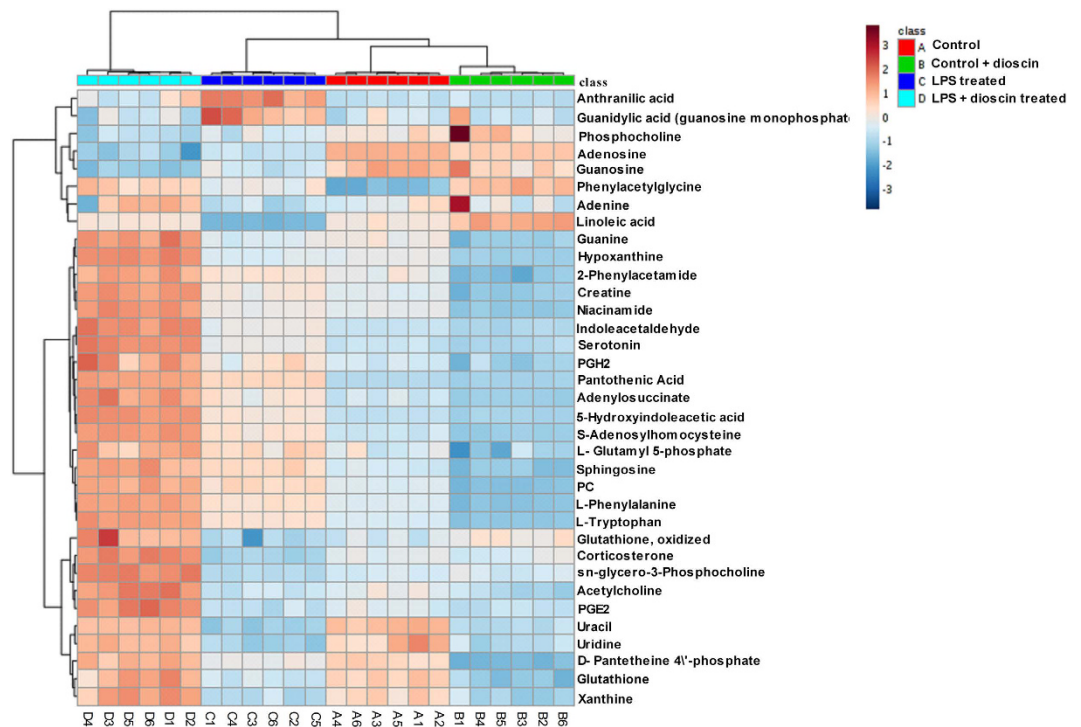 class
A Control
B Control + dioscin
C LPS treated
D LPS + dioscin treated
3
2
1
0
-1
-2
-3
class
Anthranilic acid
Guanidylic acid (guanosine monophosphate
Phosphocholine
Adenosine
Guanosine
Phenylacetylglycine
Adenine
Linoleic acid
Guanine
Hypoxanthine
2-Phenylacetamide
Creatine
Niacinamide
Indoleacetaldehyde
Serotonin
PGH2
Pantothenic Acid
Adenylosuccinate
5-Hydroxyindoleacetic acid
S-Adenosylhomocysteine
L- Glutamyl 5-phosphate
Sphingosine
PC
L-Phenylalanine
L-Tryptophan
Glutathione, oxidized
Corticosterone
sn-glycero-3-Phosphocholine
Acetylcholine
PGE2
Uracil
Uridine
D- Pantetheine 4\'-phosphate
Glutathione
Xanthine
D4 D3 D5 D6 D1 D2 C1 C4 C3 C6 C2 C5 A4 A6 A3 A5 A1 A2 B1 B4 B5 B3 B2 B6